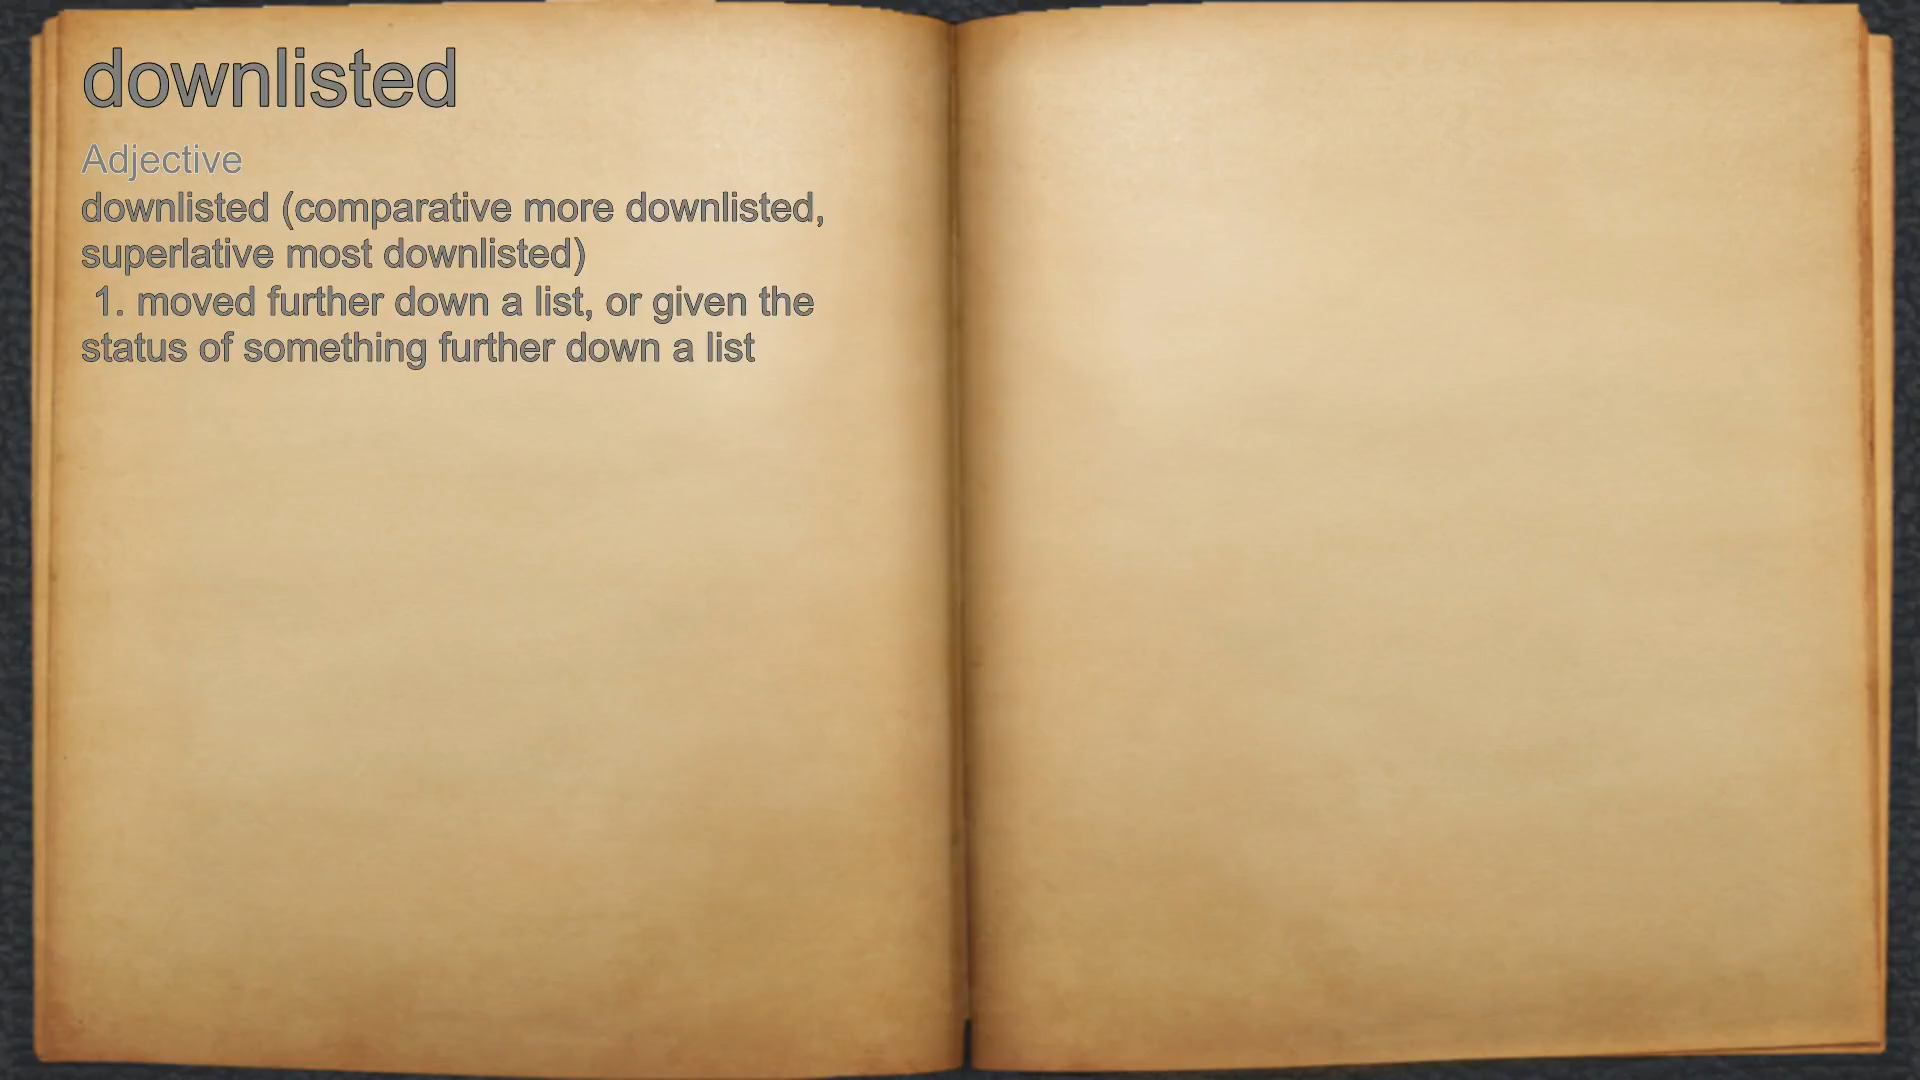 downlisted
Adjective
downlisted (comparative more downlisted,
superlative most downlisted)
1. moved further down a list, or given the
status of something further down a list